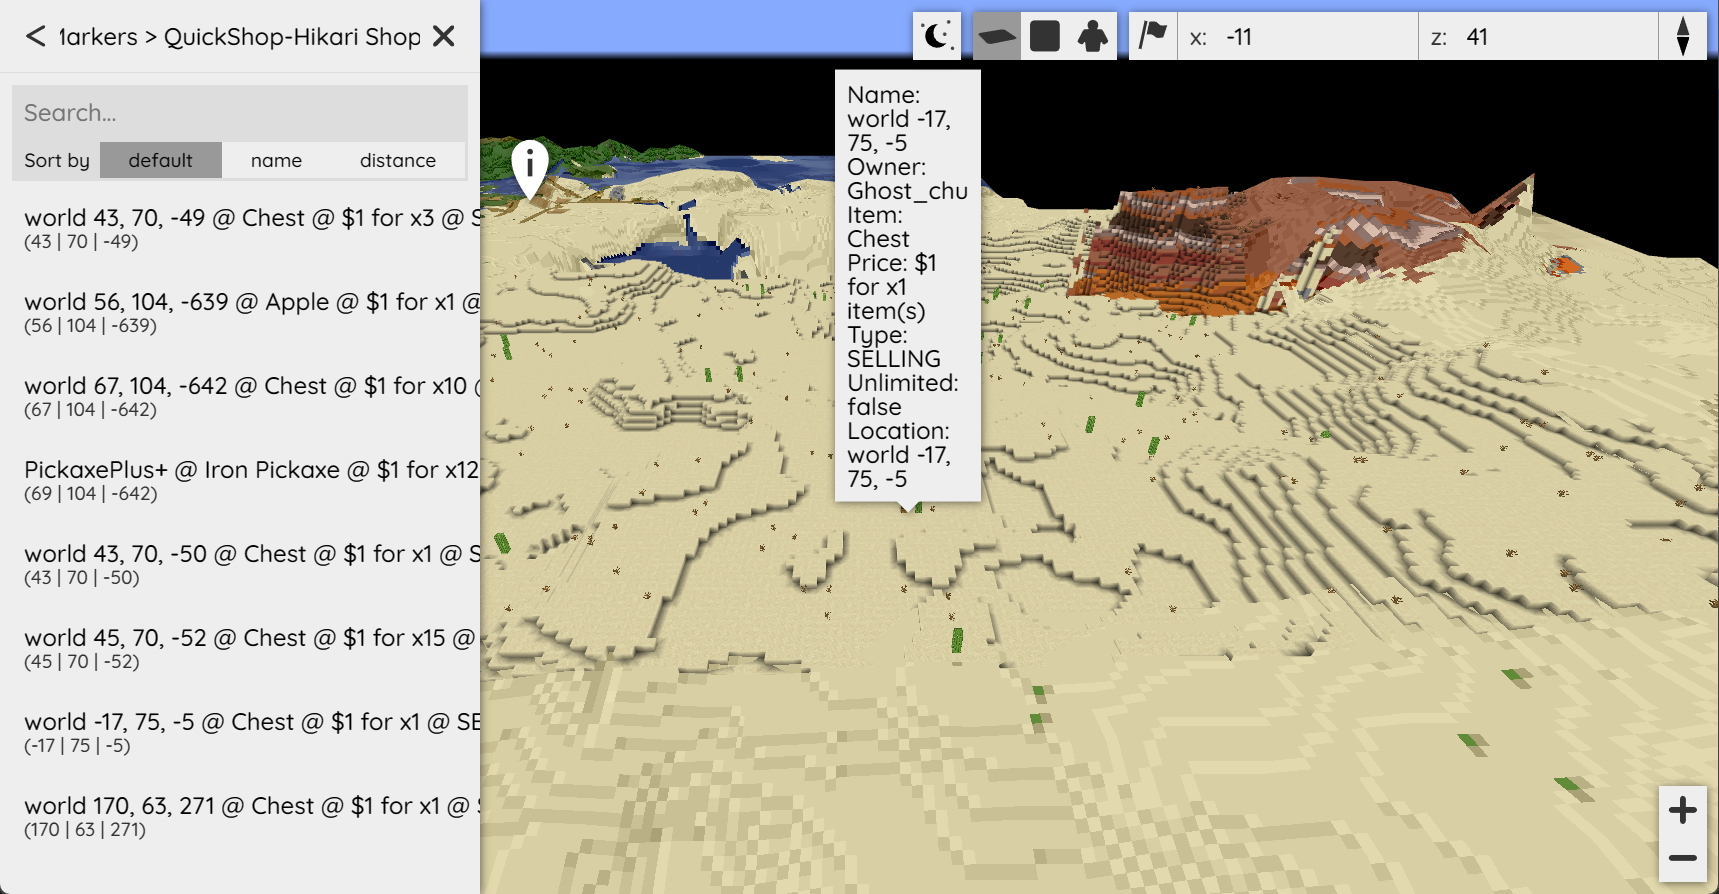 < Markers > QuickShop-Hikari Shop
Search...
Sort by default name distance
world 43, 70, -49 @ Chest @ $1 for x3 @ S
(43 | 70 | -49)
world 56, 104, -639 @ Apple @ $1 for x1 @
(56 | 104 | -639)
world 67, 104, -642 @ Chest @ $1 for x10
(67 | 104 | -642)
PickaxePlus+ @ Iron Pickaxe @ $1 for x12
(69 | 104 | -642)
world 43, 70, -50 @ Chest @ $1 for x1 @ S
(43 | 70 | -50)
world 45, 70, -52 @ Chest @ $1 for x15 @
(45 | 70 | -52)
world -17, 75, -5 @ Chest @ $1 for x1 @ SE
(-17 | 75 | -5)
world 170, 63, 271 @ Chest @ $1 for x1 @ S
(170 | 63 | 271)
x: -11 z: 41
i
Name:
world -17,
75, -5
Owner:
Ghost_chu
Item:
Chest
Price: $1
for x1
item(s)
Type:
SELLING
Unlimited:
false
Location:
world -17,
75, -5